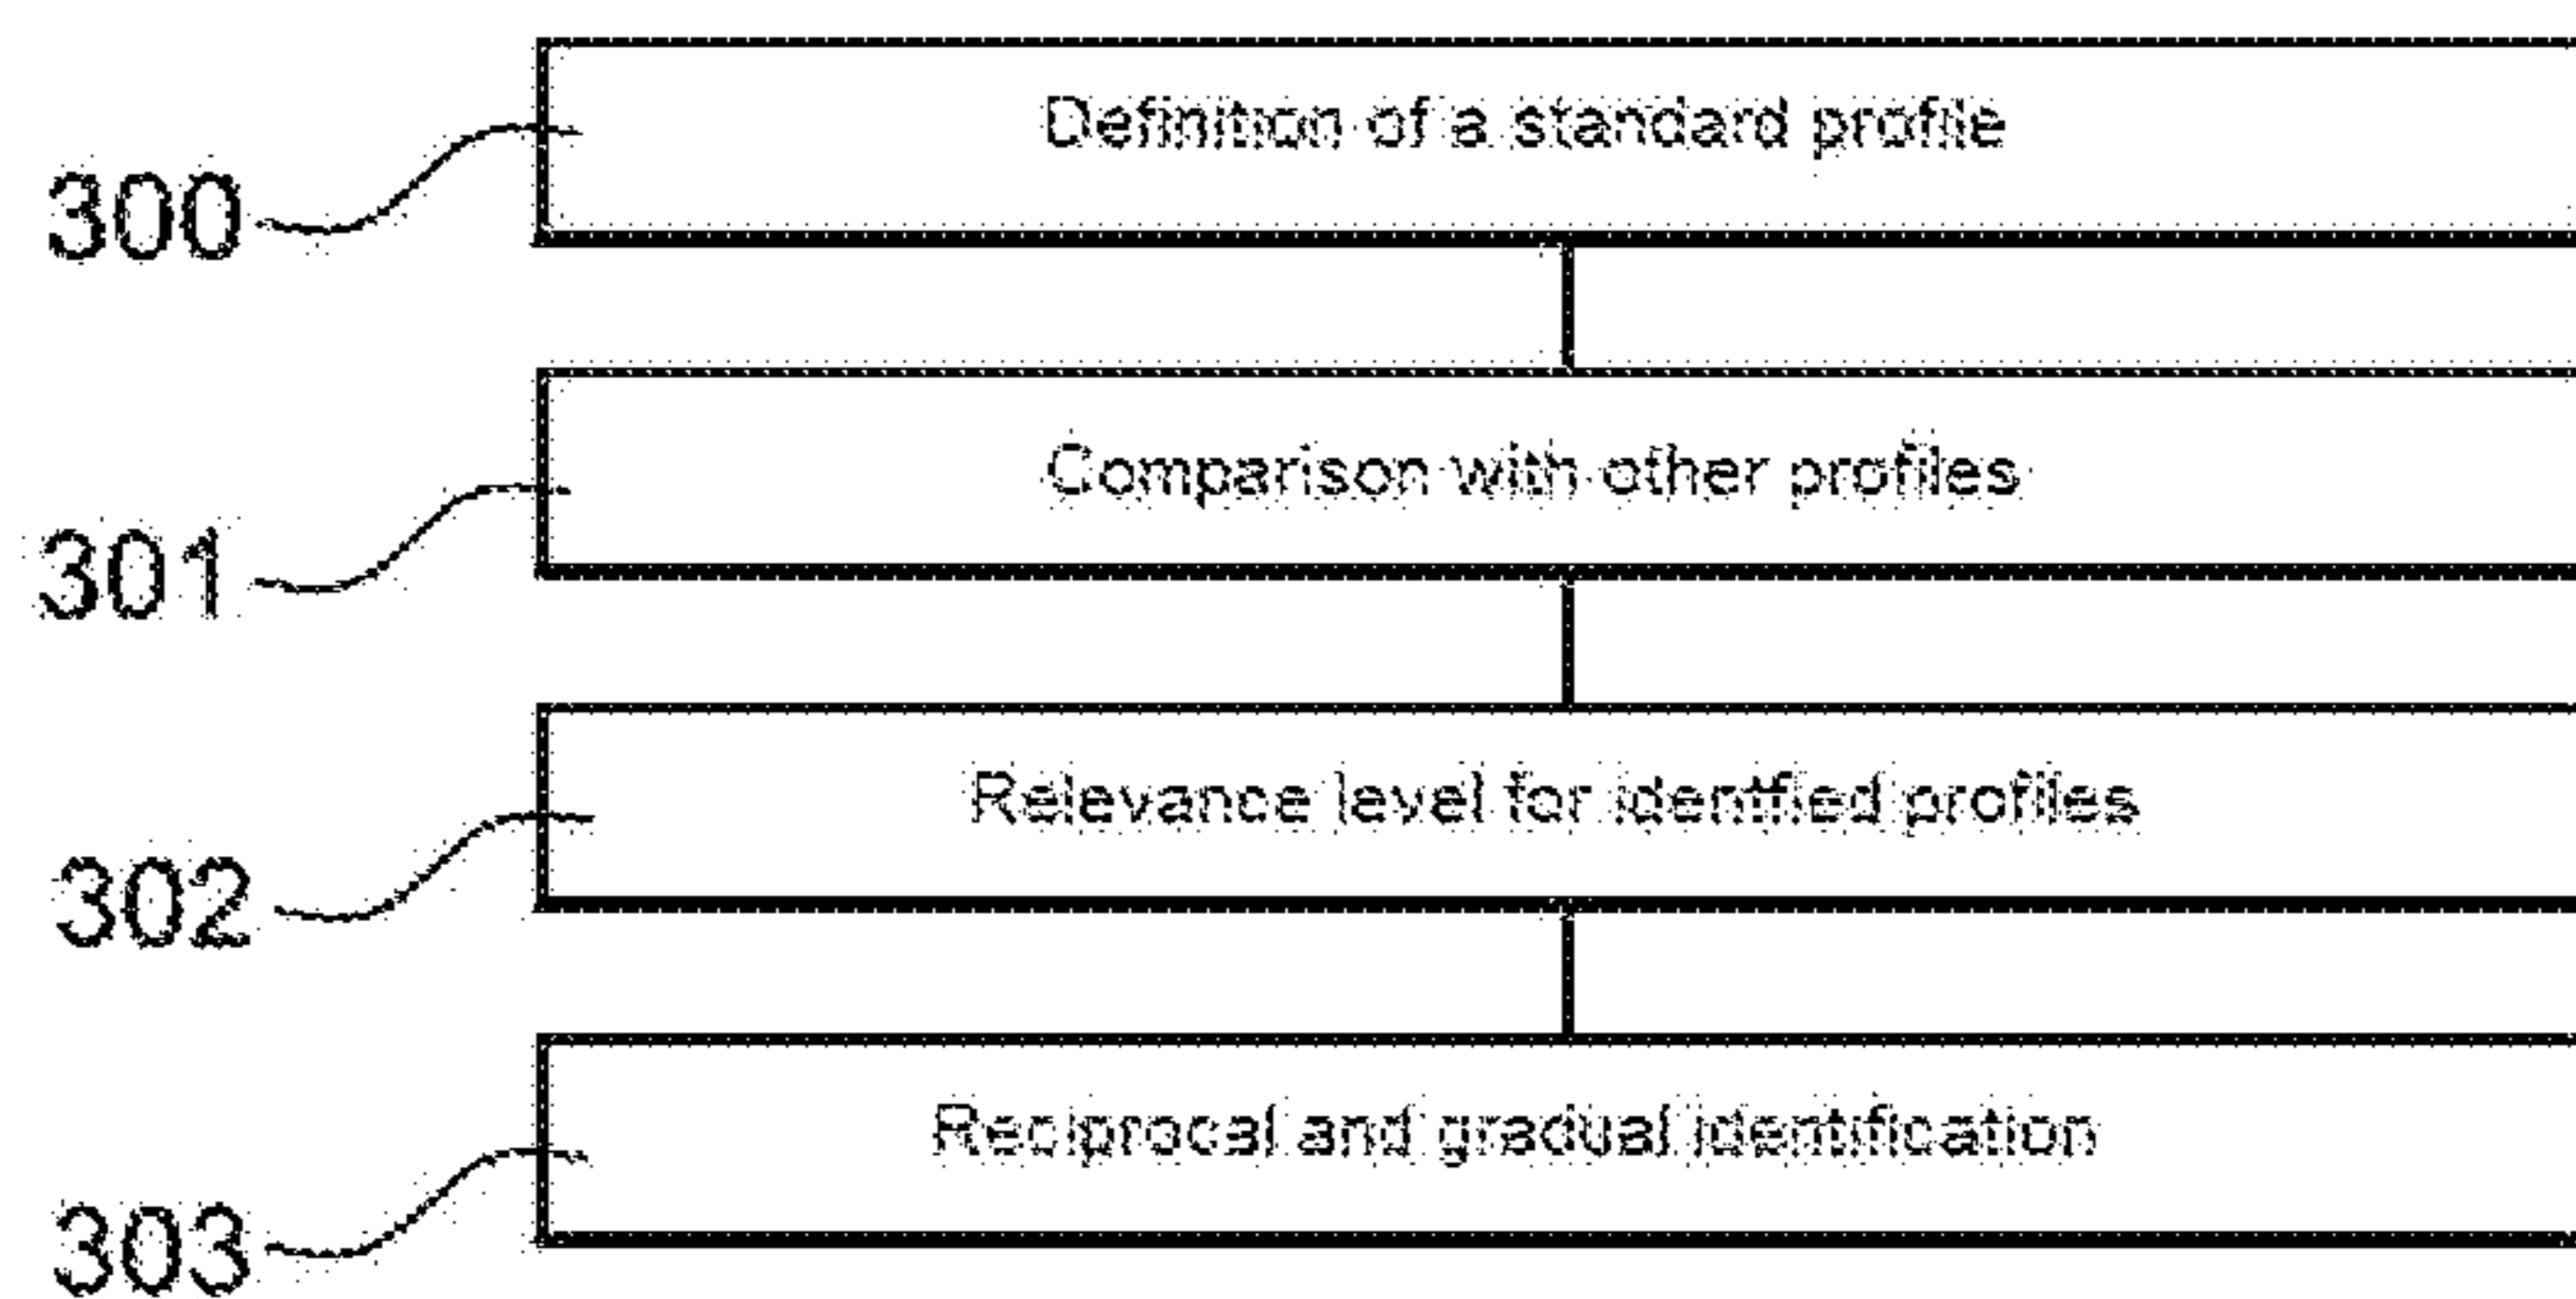 Definition of a standard profile
300
Comparison with other profiles
301
Relevance level for identified profiles
302
Reciprocal and gradual identification
303